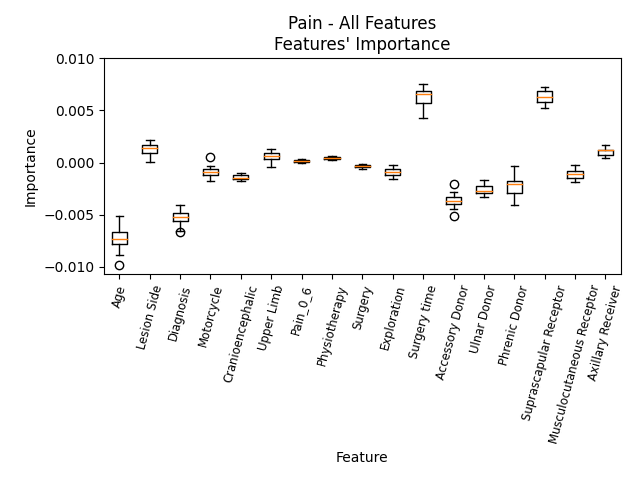 Pain - All Features
Features' Importance
0.010
0.005
0.000
−0.005
−0.010
Importance
Age
Lesion Side
Diagnosis
Motorcycle
Cranioencephalic
Upper Limb
Pain_0_6
Physiotherapy
Surgery
Exploration
Surgery time
Accessory Donor
Ulnar Donor
Phrenic Donor
Suprascapular Receptor
Musculocutaneous Receptor
Axillary Receiver
Feature